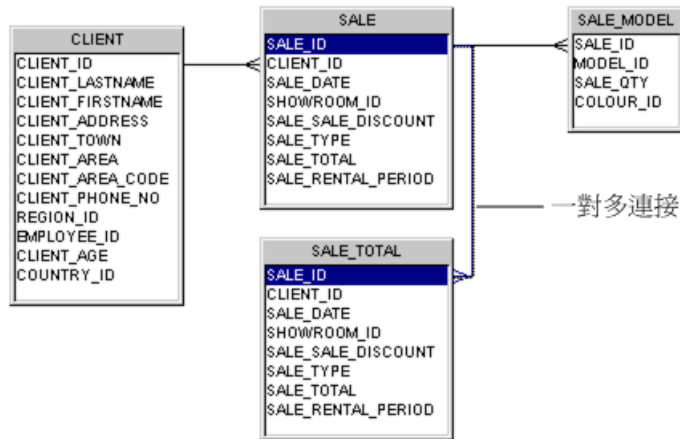 CLIENT
CLIENT_ID
CLIENT_LASTNAME
CLIENT_FIRSTNAME
CLIENT_ADDRESS
CLIENT_TOWN
CLIENT_AREA
CLIENT_AREA_CODE
CLIENT_PHONE_NO
REGION_ID
EMPLOYEE_ID
CLIENT_AGE
COUNTRY_ID
SALE
SALE_ID
CLIENT_ID
SALE_DATE
SHOWROOM_ID
SALE_SALE_DISCOUNT
SALE_TYPE
SALE_TOTAL
SALE_RENTAL_PERIOD
SALE_MODEL
SALE_ID
MODEL_ID
SALE_QTY
COLOUR_ID
一對多連接
SALE_TOTAL
SALE_ID
CLIENT_ID
SALE_DATE
SHOWROOM_ID
SALE_SALE_DISCOUNT
SALE_TYPE
SALE_TOTAL
SALE_RENTAL_PERIOD